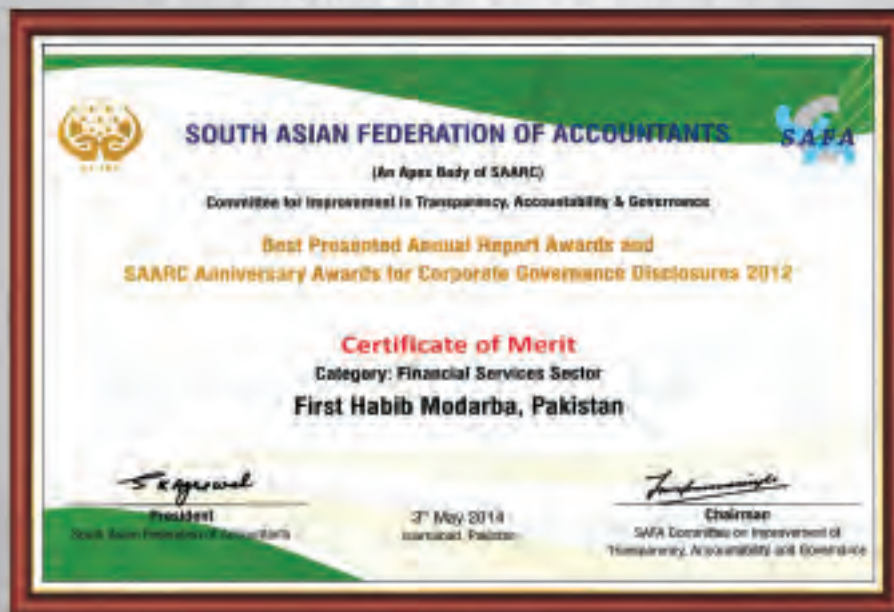 SOUTH ASIAN FEDERATION OF ACCOUNTANTS
SAFA
(An Apex Body of SAARC)
Committee for Improvement in Transparency, Accountability & Governance
Best Presented Annual Report Awards and
SAARC Anniversary Awards for Corporate Governance Disclosures 2012
Certificate of Merit
Category: Financial Services Sector
First Habib Modarba, Pakistan
President
South Asian Federation of Accountants
3rd May 2014
Islamabad, Pakistan
Chairman
SAFA Committee on Improvement of
Transparency, Accountability and Governance